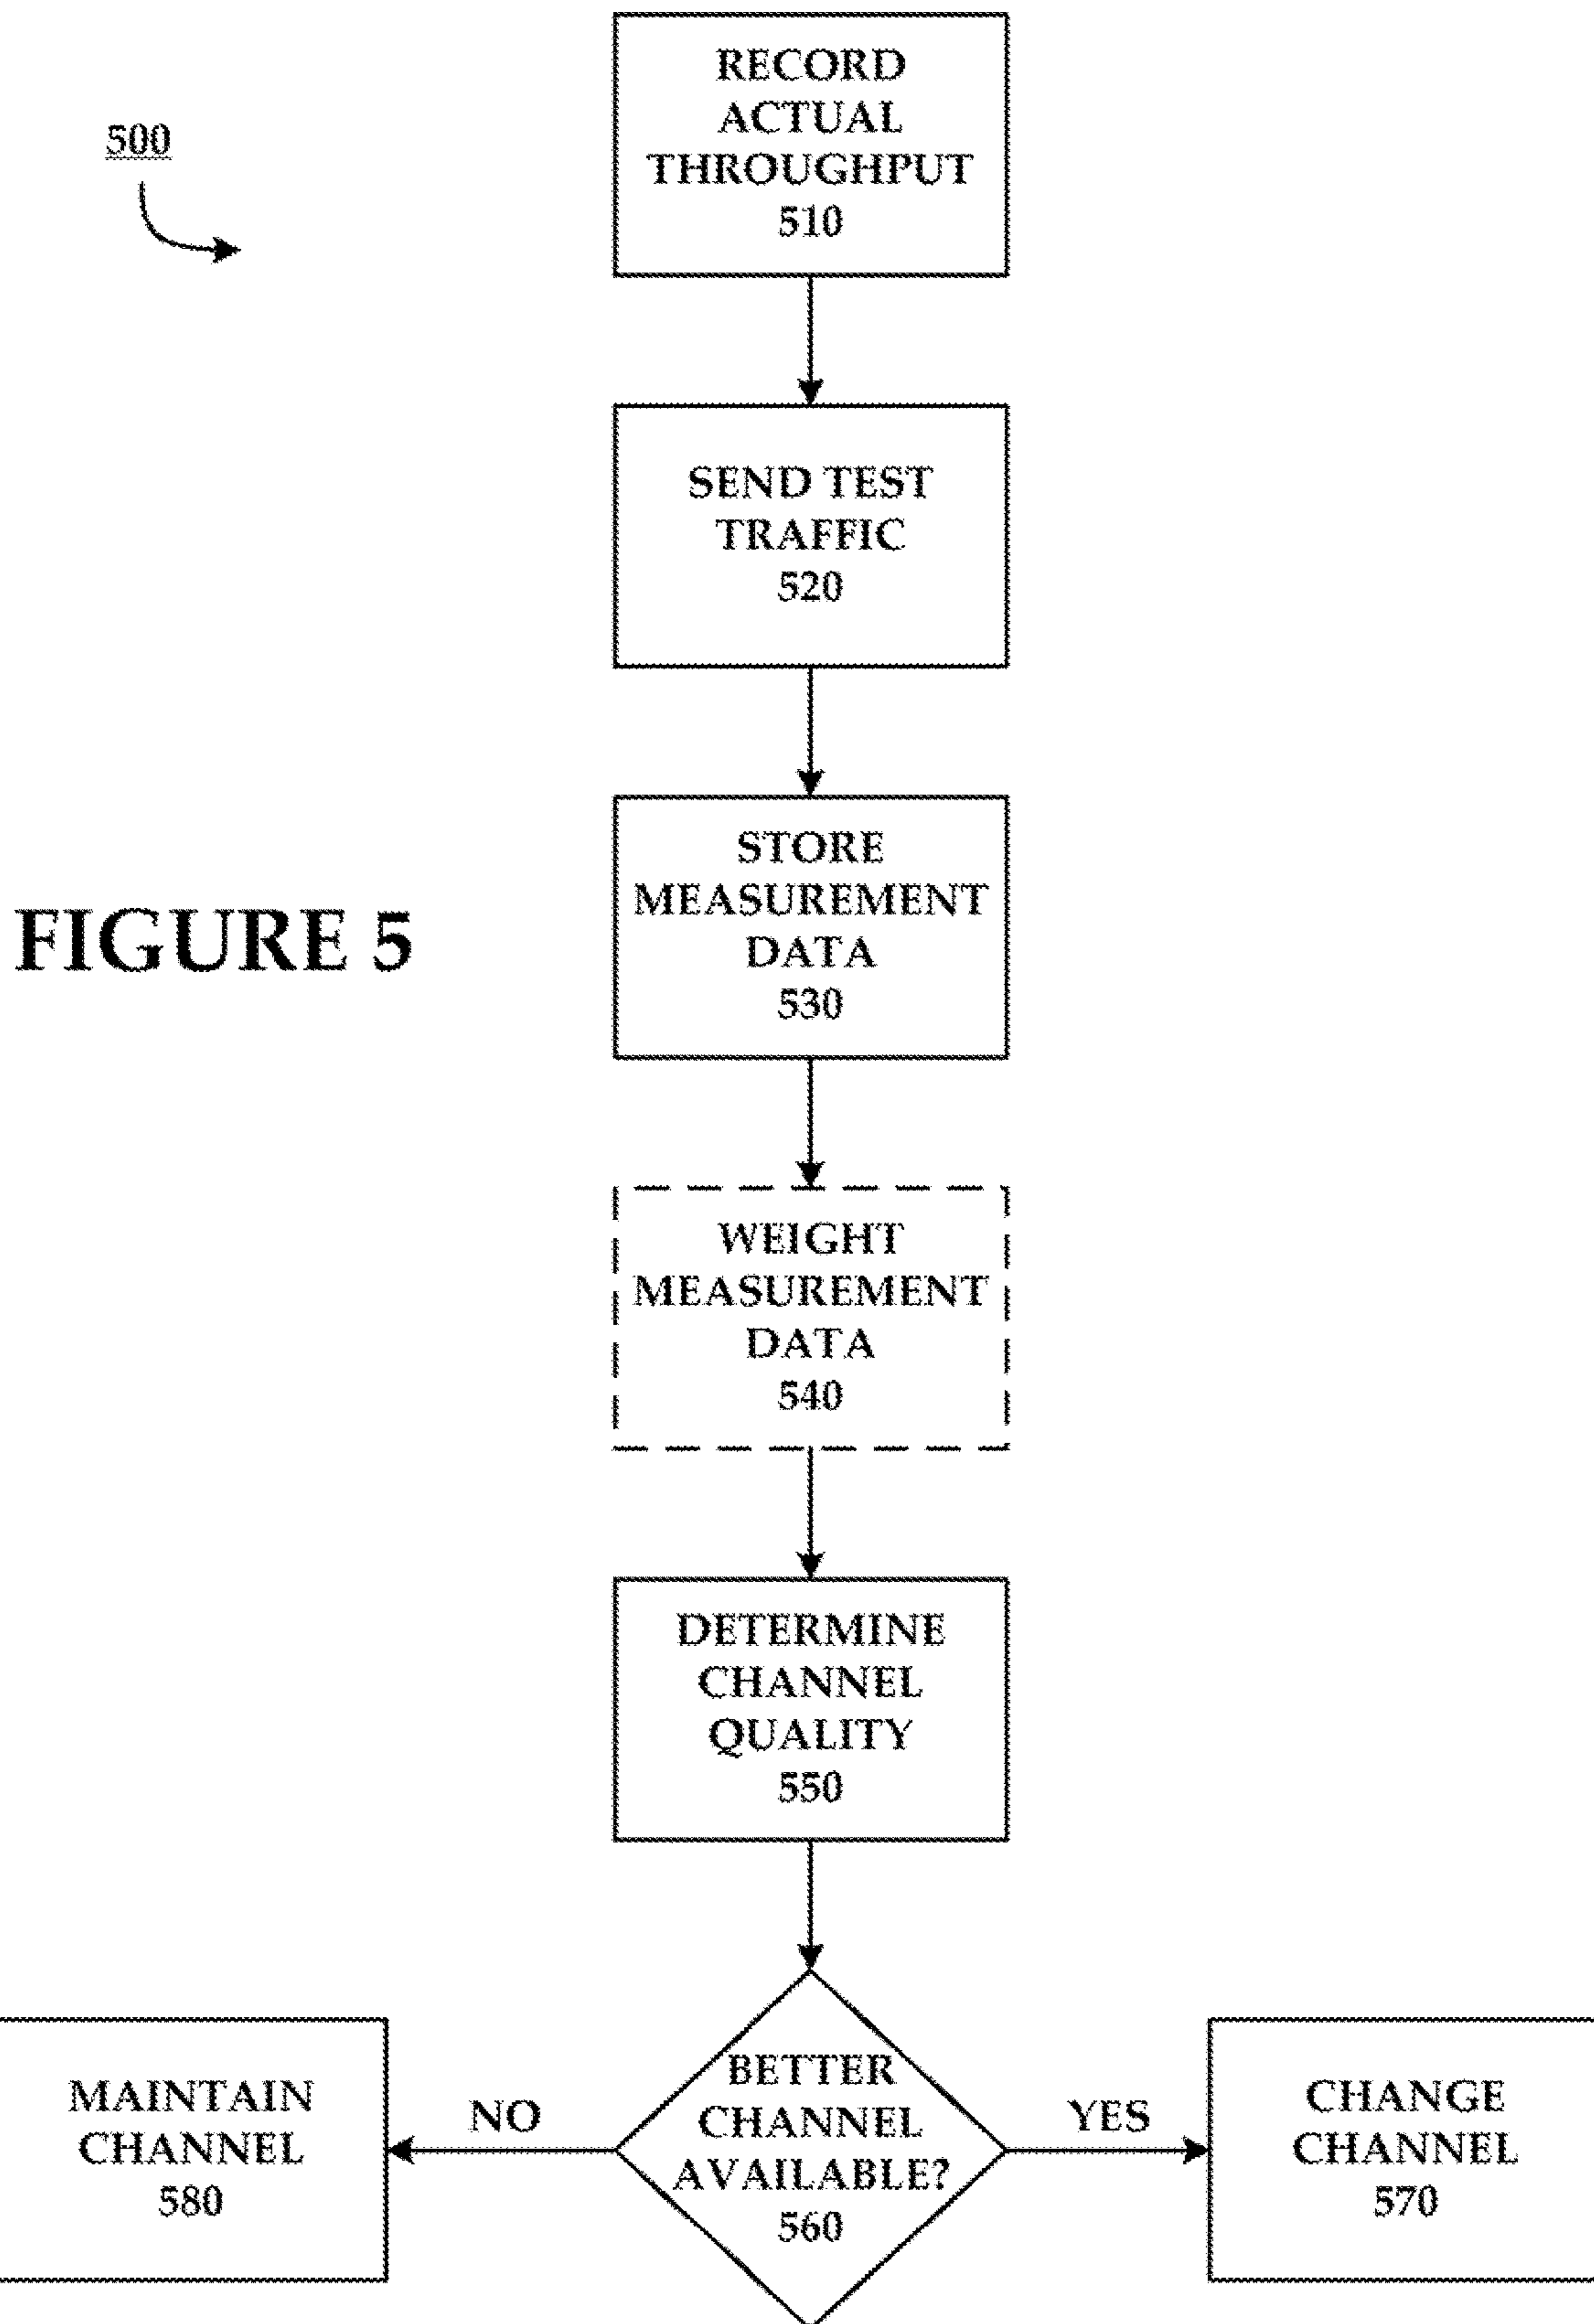 500
RECORD
ACTUAL
THROUGHPUT
510
SEND TEST
TRAFFIC
520
STORE
MEASUREMENT
DATA
530
FIGURE 5
WEIGHT
MEASUREMENT
DATA
540
DETERMINE
CHANNEL
QUALITY
550
BETTER
CHANNEL
AVAILABLE?
560
NO
MAINTAIN
CHANNEL
580
YES
CHANGE
CHANNEL
570